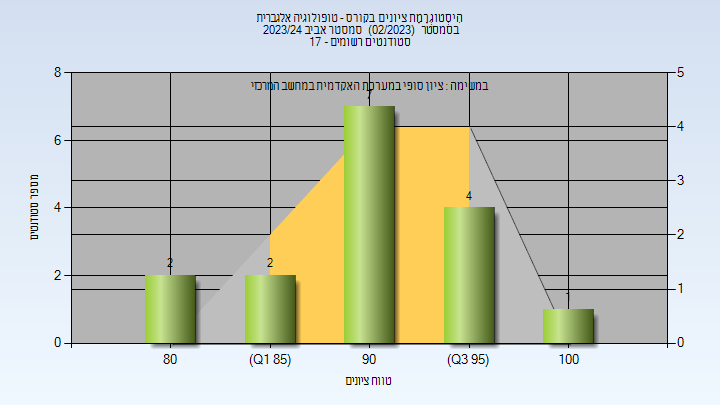 היסטוגרמת ציונים בקורס - טופולוגיה אלגברית
בסמסטר (02/2023) סמסטר אביב 2023/24
סטודנטים רשומים - 17
במשימה : ציון סופי במערכת האקדמית במחשב המרכזי
8
6
4
2
0
5
4
3
2
1
0
מספר סטודנטים
2
2
7
4
1
80
(Q1 85)
90
(Q3 95)
100
טווח ציונים